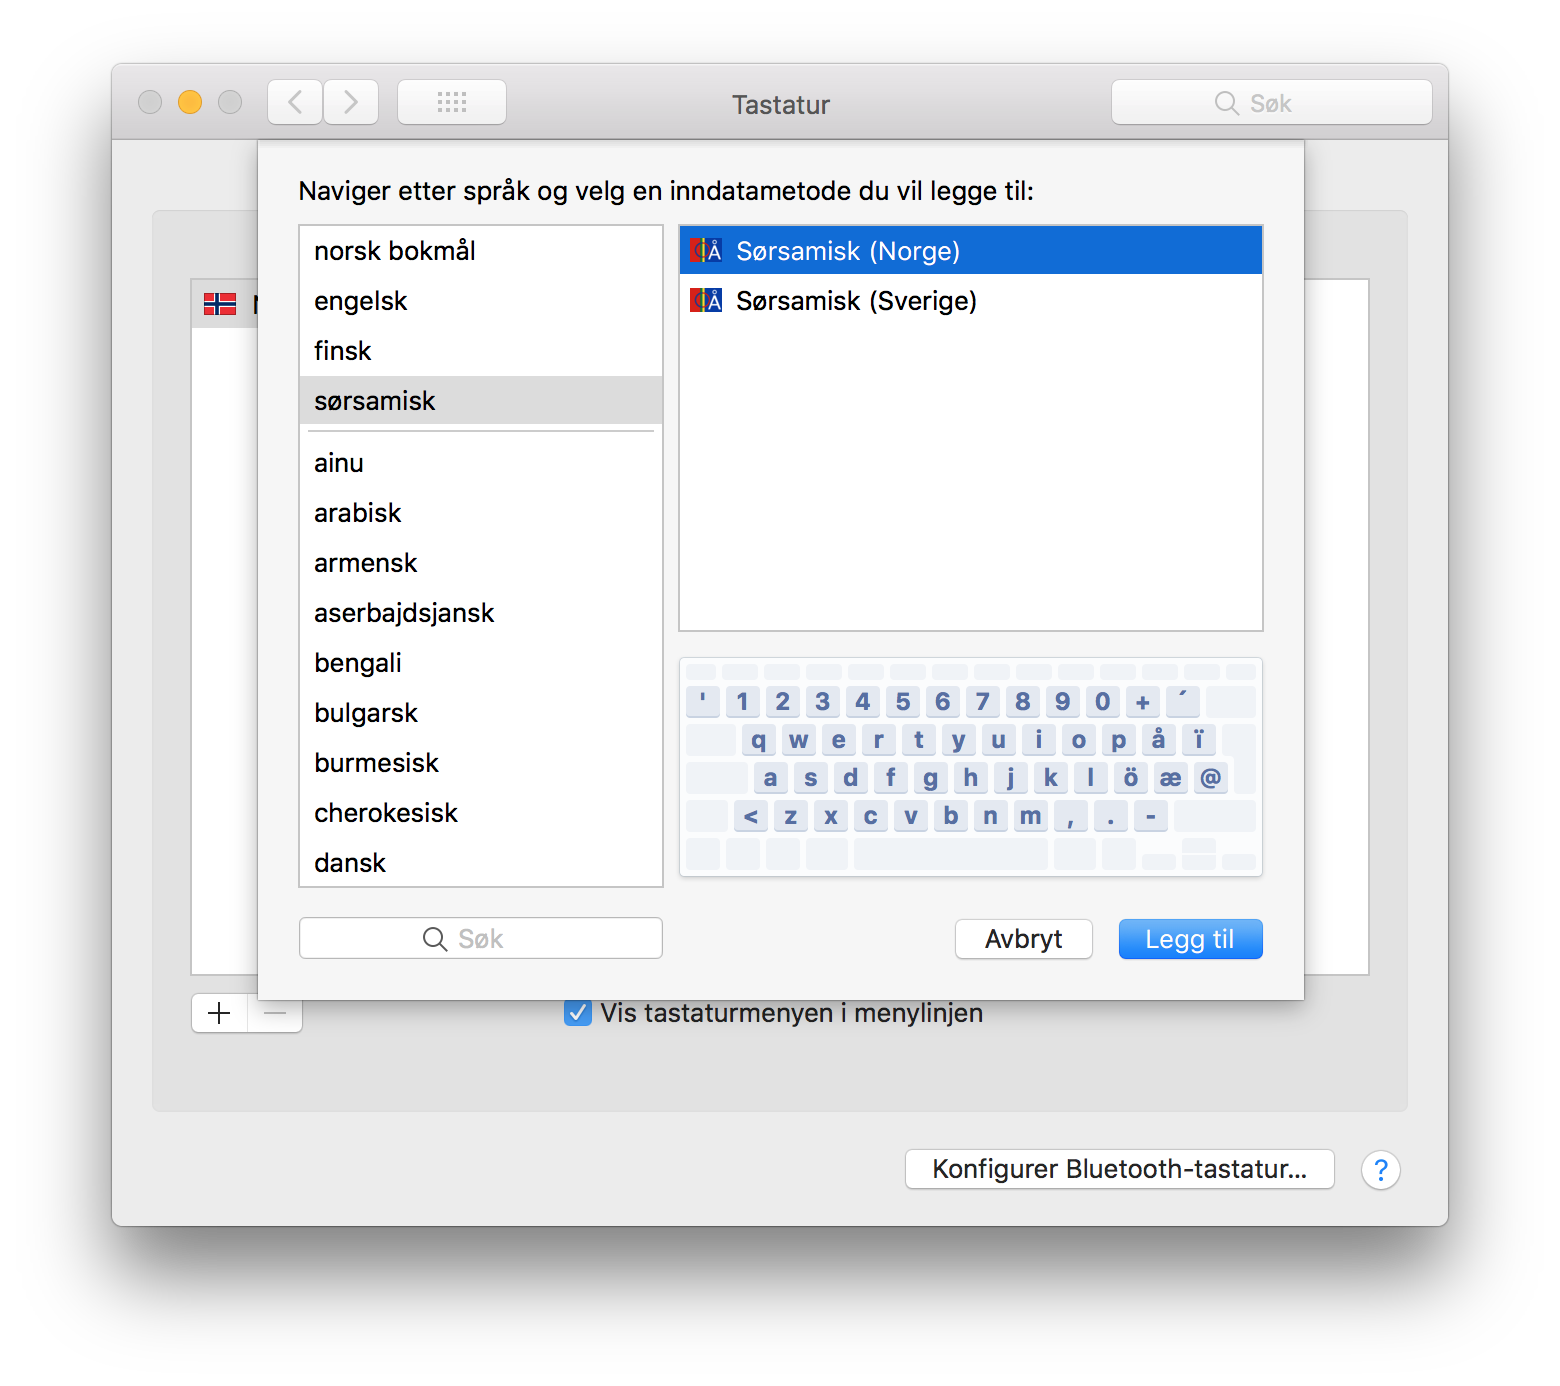 Tastatur
Søk
Naviger etter språk og velg en inndatametode du vil legge til:
norsk bokmål
engelsk
finsk
sørsamisk
ainu
arabisk
armensk
aserbajdsjansk
bengali
bulgarsk
burmesisk
cherokesisk
dansk
Søk
Å Sørsamisk (Norge)
Å Sørsamisk (Sverige)
' 1 2 3 4 5 6 7 8 9 0 + ´
q w e r t y u i o p å ï
a s d f g h j k l ö æ @
< z x c v b n m , . -
Avbryt
Legg til
Vis tastaturmenyen i menylinjen
Konfigurer Bluetooth-tastatur...
?